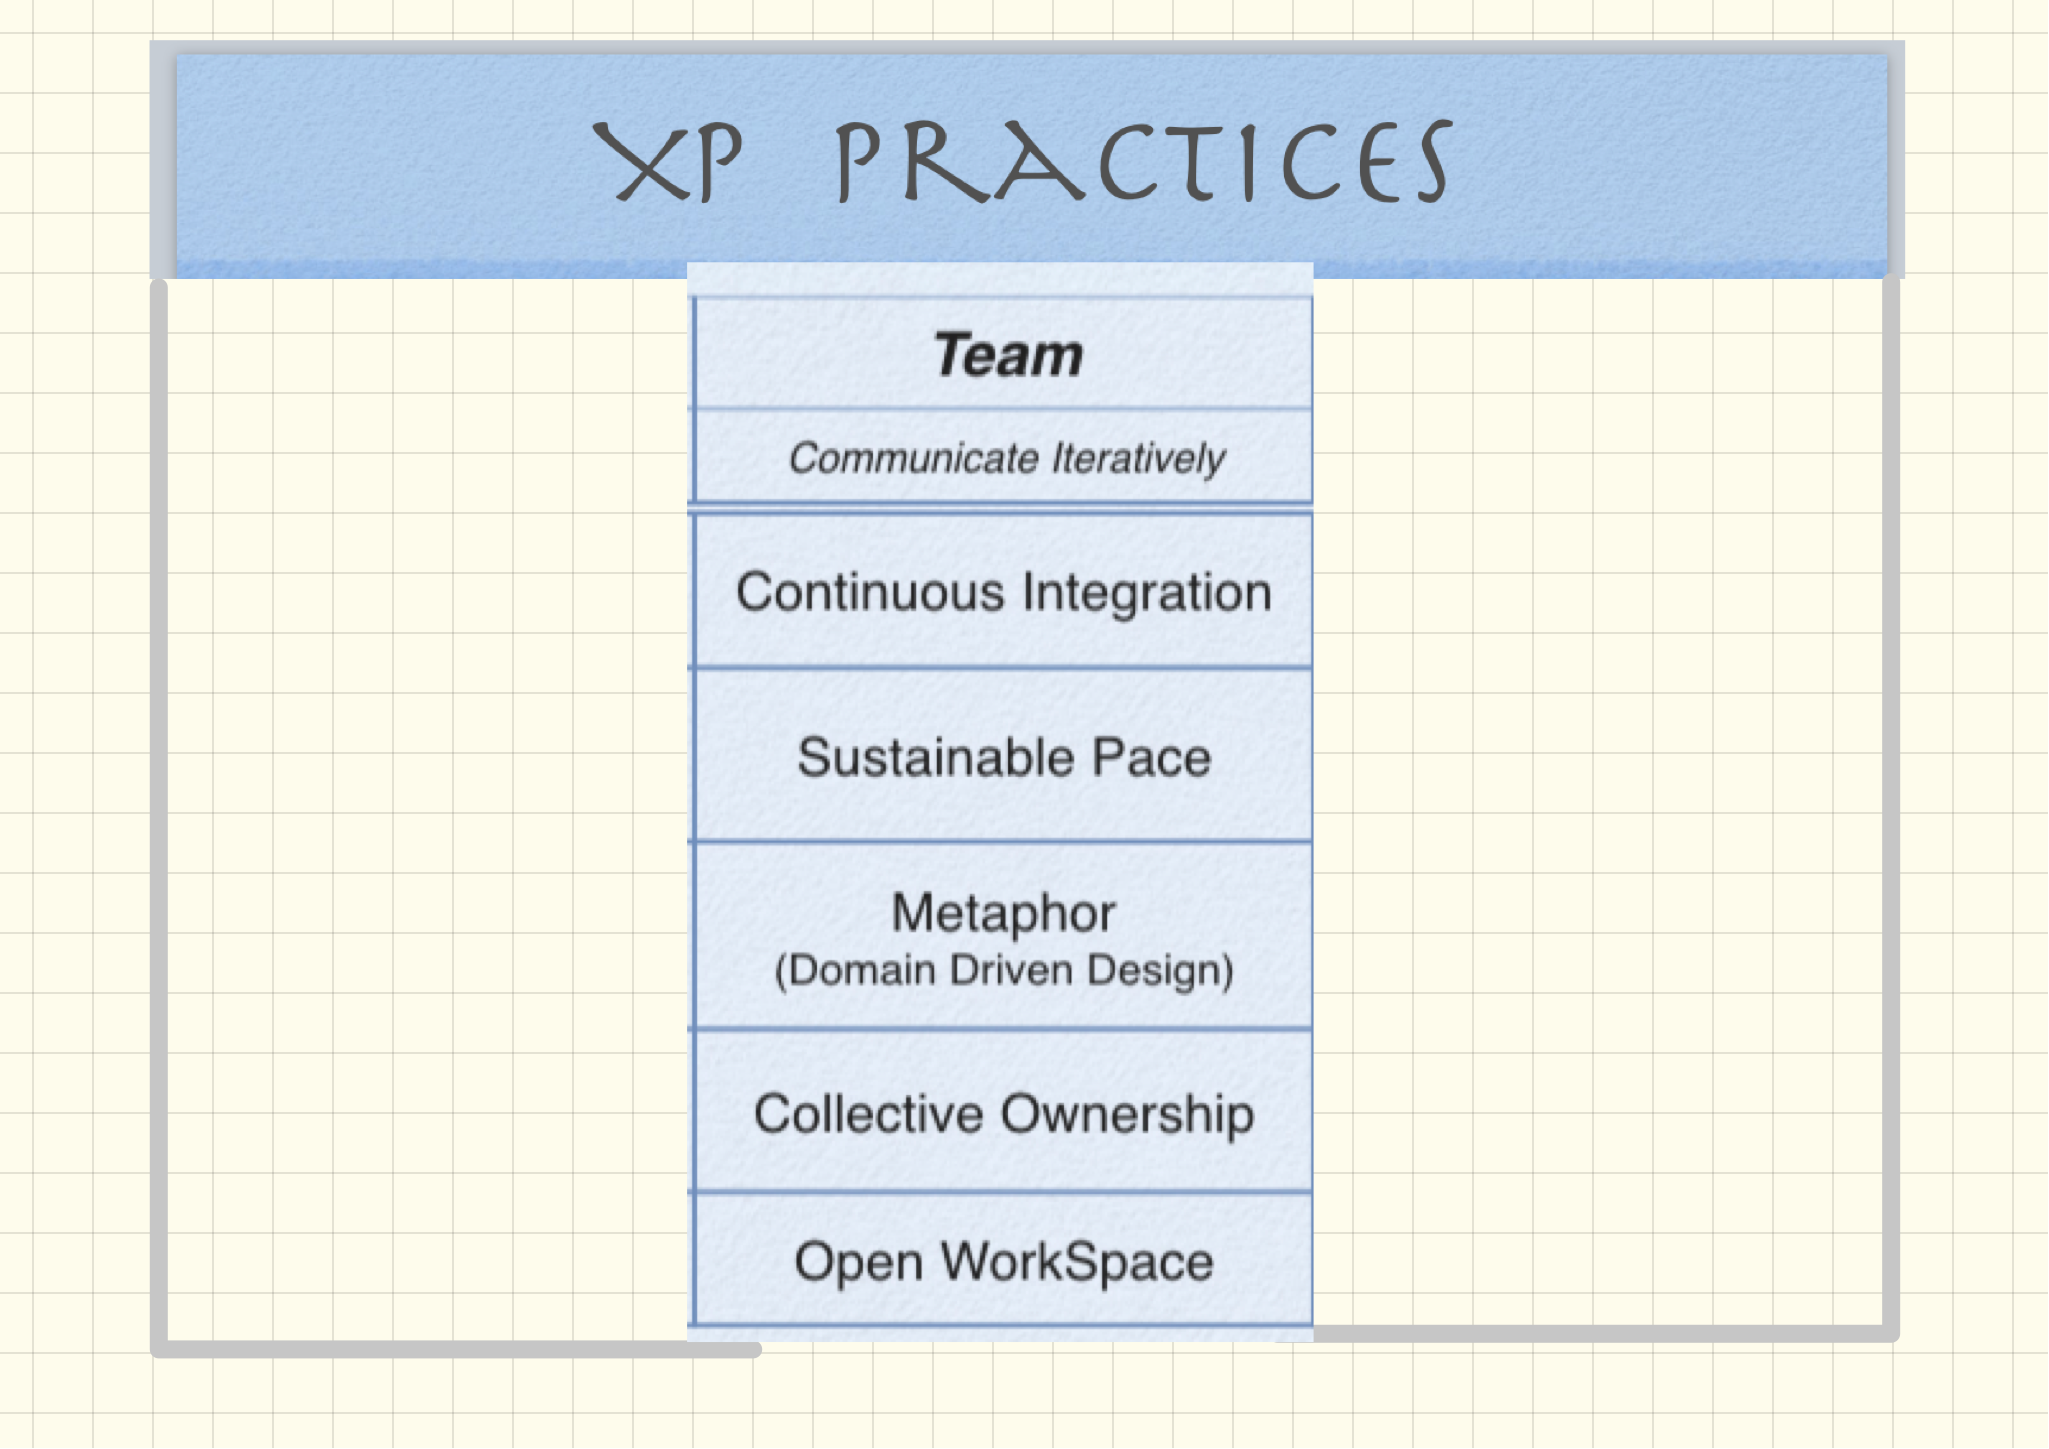 XP PRACTICES
Team
Communicate Iteratively
Continuous Integration
Sustainable Pace
Metaphor
(Domain Driven Design)
Collective Ownership
Open WorkSpace